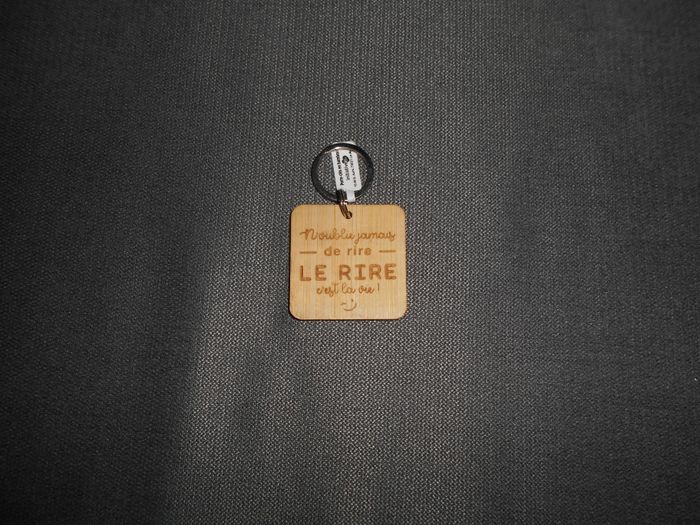 N'oublie jamais
de rire
LE RIRE
c'est la vie !